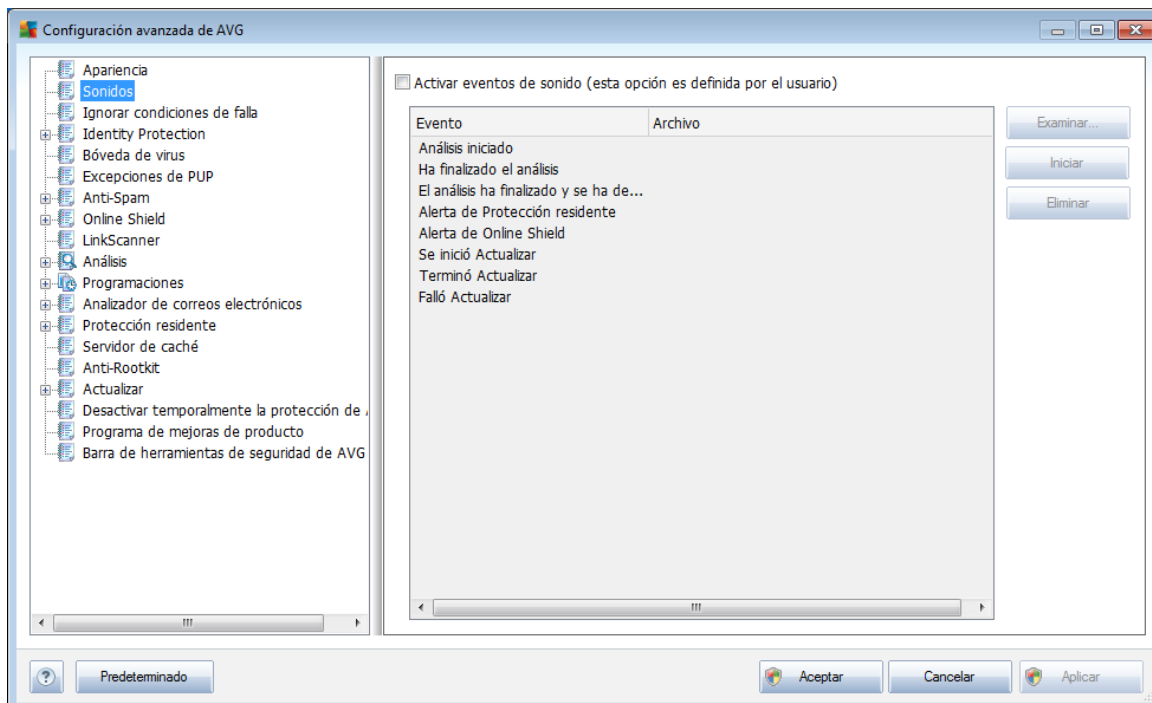 Configuración avanzada de AVG
Apariencia
Sonidos
Ignorar condiciones de falla
Identity Protection
Bóveda de virus
Excepciones de PUP
Anti-Spam
Online Shield
LinkScanner
Análisis
Programaciones
Analizador de correos electrónicos
Protección residente
Servidor de caché
Anti-Rootkit
Actualizar
Desactivar temporalmente la protección de
Programa de mejoras de producto
Barra de herramientas de seguridad de AVG
Activar eventos de sonido (esta opción es definida por el usuario)
Evento Archivo
Análisis iniciado
Ha finalizado el análisis
El análisis ha finalizado y se ha de...
Alerta de Protección residente
Alerta de Online Shield
Se inició Actualizar
Terminó Actualizar
Falló Actualizar
Examinar...
Iniciar
Eliminar
? Predeterminado Aceptar Cancelar Aplicar